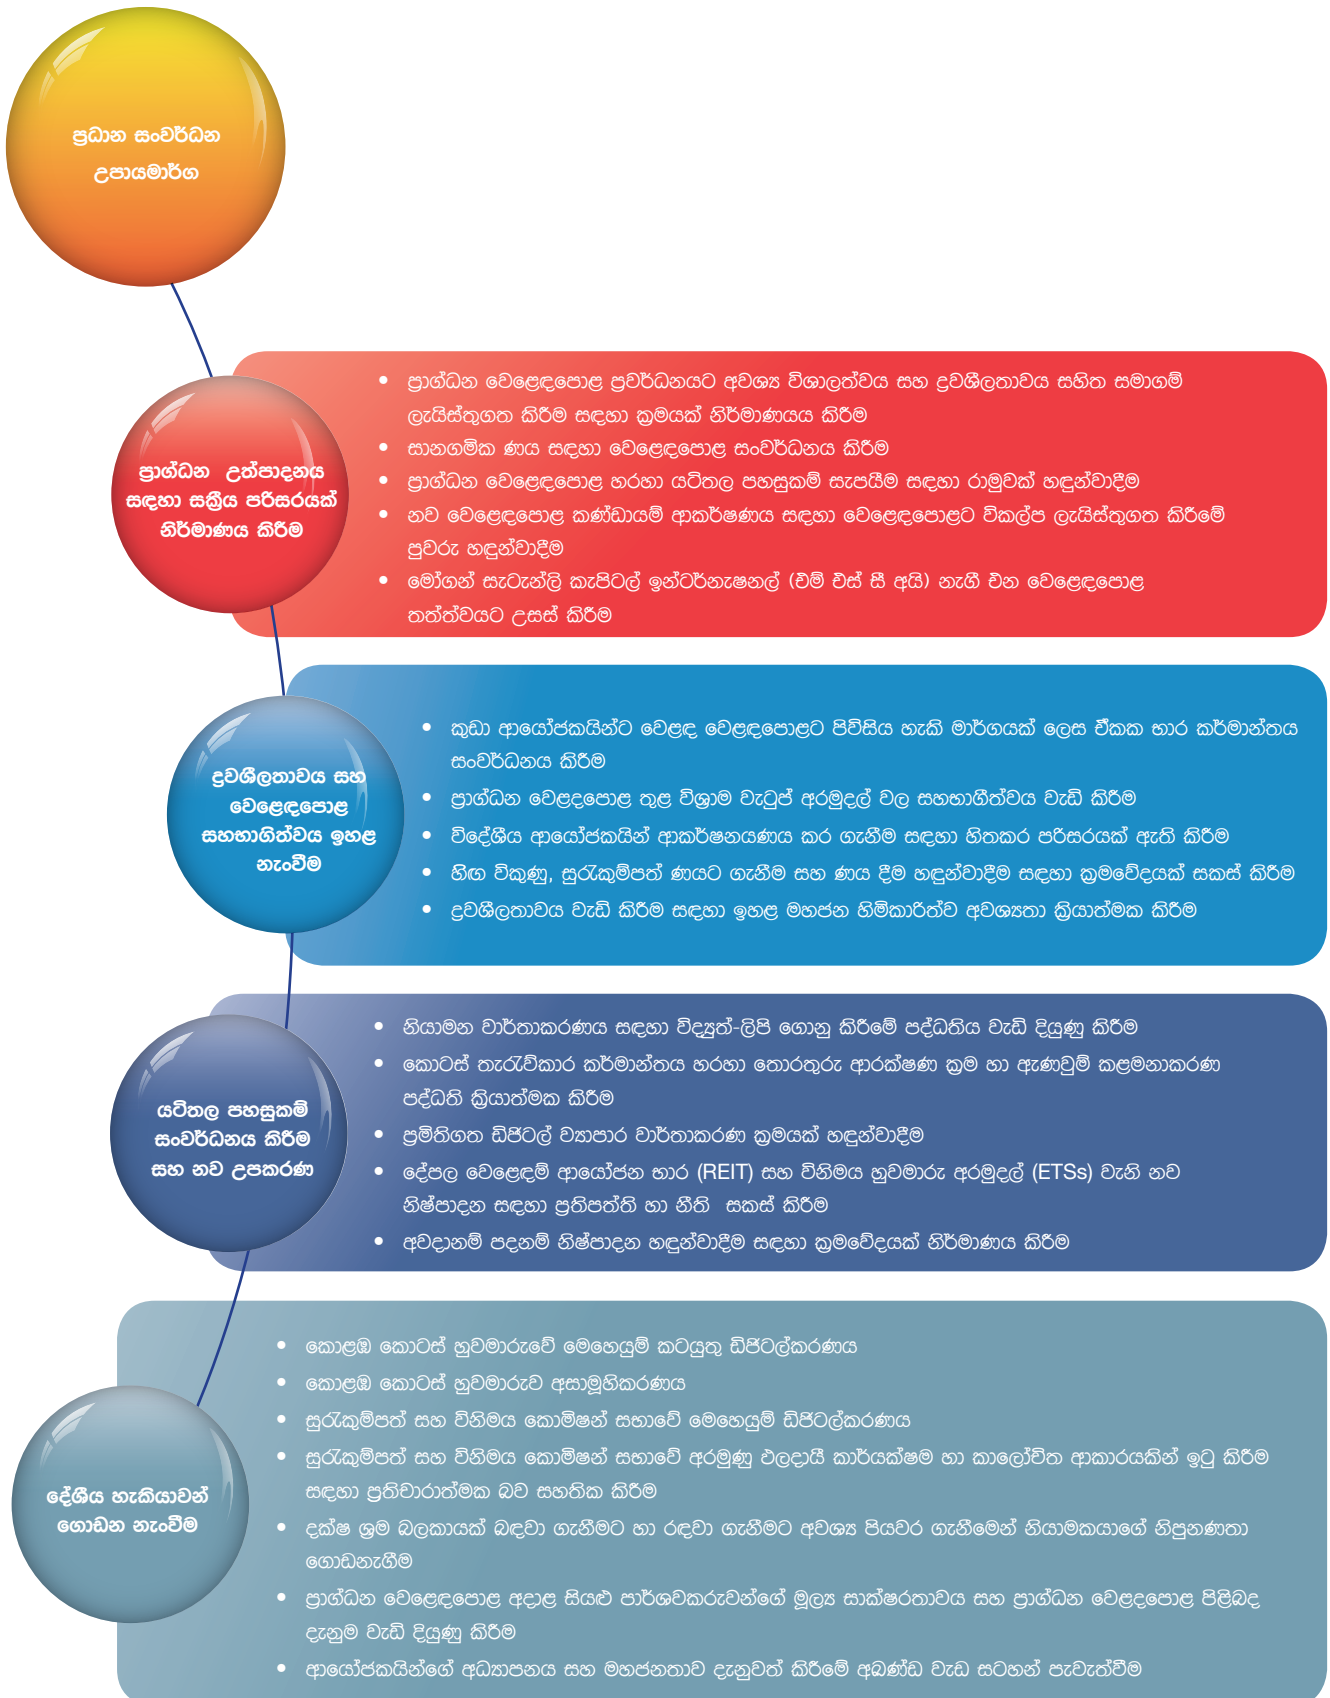 ප්‍රධාන සංවර්ධන
උපායමාර්ග
ප්‍රාග්ධන උත්පාදනය
සඳහා සක්‍රීය පරිසරයක්
නිර්මාණය කිරීම
• ප්‍රාග්ධන වෙළෙඳපොළ ප්‍රවර්ධනයට අවශ්‍ය විශාලත්වය සහ ද්‍රවශීලතාවය සහිත සමාගම්
ලැයිස්තුගත කිරීම සඳහා ක්‍රමයක් නිර්මාණයය කිරීම
• සානගමික ණය සඳහා වෙළෙඳපොළ සංවර්ධනය කිරීම
• ප්‍රාග්ධන වෙළෙඳපොළ හරහා යටිතල පහසුකම් සැපයීම සඳහා රාමුවක් හඳුන්වාදීම
• නව වෙළෙඳපොළ කණ්ඩායම් ආකර්ෂණය සඳහා වෙළෙඳපොළට විකල්ප ලැයිස්තුගත කිරීමේ
පුවරු හඳුන්වාදීම
• මෝගන් සැටැන්ලි කැපිටල් ඉන්ටර්නැෂනල් (එම් එස් සී අයි) නැගී එන වෙළෙඳපොළ
තත්ත්වයට උසස් කිරීම
ද්‍රවශීලතාවය සහ
වෙළෙඳපොළ
සහභාගිත්වය ඉහළ
නැංවීම
• කුඩා ආයෝජකයින්ට වෙළඳ වෙළඳපොළට පිවිසිය හැකි මාර්ගයක් ලෙස ඒකක භාර කර්මාන්තය
සංවර්ධනය කිරීම
• ප්‍රාග්ධන වෙළදපොළ තුළ විශ්‍රාම වැටුප් අරමුදල් වල සහභාගීත්වය වැඩි කිරීම
• විදේශීය ආයෝජකයින් ආකර්ෂනයණය කර ගැනීම සඳහා හිතකර පරිසරයක් ඇති කිරීම
• හිඟ විකුණු, සුරැකුම්පත් ණයට ගැනීම සහ ණය දීම හඳුන්වාදීම සඳහා ක්‍රමවේදයක් සකස් කිරීම
• ද්‍රවශීලතාවය වැඩි කිරීම සඳහා ඉහළ මහජන හිමිකාරිත්ව අවශ්‍යතා ක්‍රියාත්මක කිරීම
යටිතල පහසුකම්
සංවර්ධනය කිරීම
සහ නව උපකරණ
• නියාමන වාර්තාකරණය සඳහා විද්‍යුත්-ලිපි ගොනු කිරීමේ පද්ධතිය වැඩි දියුණු කිරීම
• කොටස් තැරැව්කාර කර්මාන්තය හරහා තොරතුරු ආරක්ෂණ ක්‍රම හා ඇණවුම් කළමනාකරණ
පද්ධති ක්‍රියාත්මක කිරීම
• ප්‍රමිතිගත ඩිජිටල් ව්‍යාපාර වාර්තාකරණ ක්‍රමයක් හඳුන්වාදීම
• දේපල වෙළෙඳම් ආයෝජන භාර (REIT) සහ විනිමය හුවමාරු අරමුදල් (ETSs) වැනි නව
නිෂ්පාදන සඳහා ප්‍රතිපත්ති හා නීති සකස් කිරීම
• අවදානම් පදනම් නිෂ්පාදන හඳුන්වාදීම සඳහා ක්‍රමවේදයක් නිර්මාණය කිරීම
දේශීය හැකියාවන්
ගොඩන නැංවීම
• කොළඹ කොටස් හුවමාරුවේ මෙහෙයුම් කටයුතු ඩිජිටල්කරණය
• කොළඹ කොටස් හුවමාරුව අසාමූහිකරණය
• සුරැකුම්පත් සහ විනිමය කොමිෂන් සභාවේ මෙහෙයුම් ඩිජිටල්කරණය
• සුරැකුම්පත් සහ විනිමය කොමිෂන් සභාවේ අරමුණු ඵලදායී කාර්යක්ෂම හා කාලෝචිත ආකාරයකින් ඉටු කිරීම
සඳහා ප්‍රතිචාරාත්මක බව සහතික කිරීම
• දක්ෂ ශ්‍රම බලකායක් බඳවා ගැනීමට හා රඳවා ගැනීමට අවශ්‍ය පියවර ගැනීමෙන් නියාමකයාගේ නිපුනණතා
ගොඩනැගීම
• ප්‍රාග්ධන වෙළෙඳපොළ අදාළ සියළු පාර්ශවකරුවන්ගේ මූල්‍ය සාක්ෂරතාවය සහ ප්‍රාග්ධන වෙළදපොළ පිළිබද
දැනුම වැඩි දියුණු කිරීම
• ආයෝජකයින්ගේ අධ්‍යාපනය සහ මහජනතාව දැනුවත් කිරීමේ අඛණ්ඩ වැඩ සටහන් පැවැත්වීම